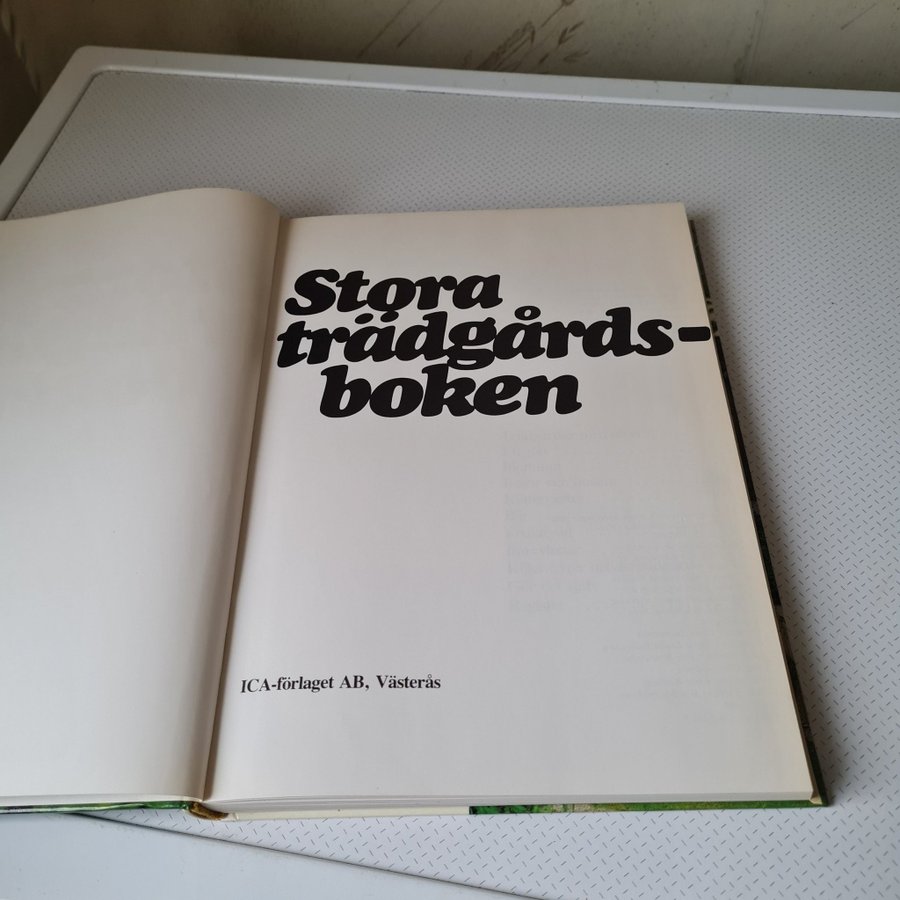 Stora
trädgårds-
boken
ICA-förlaget AB, Västerås